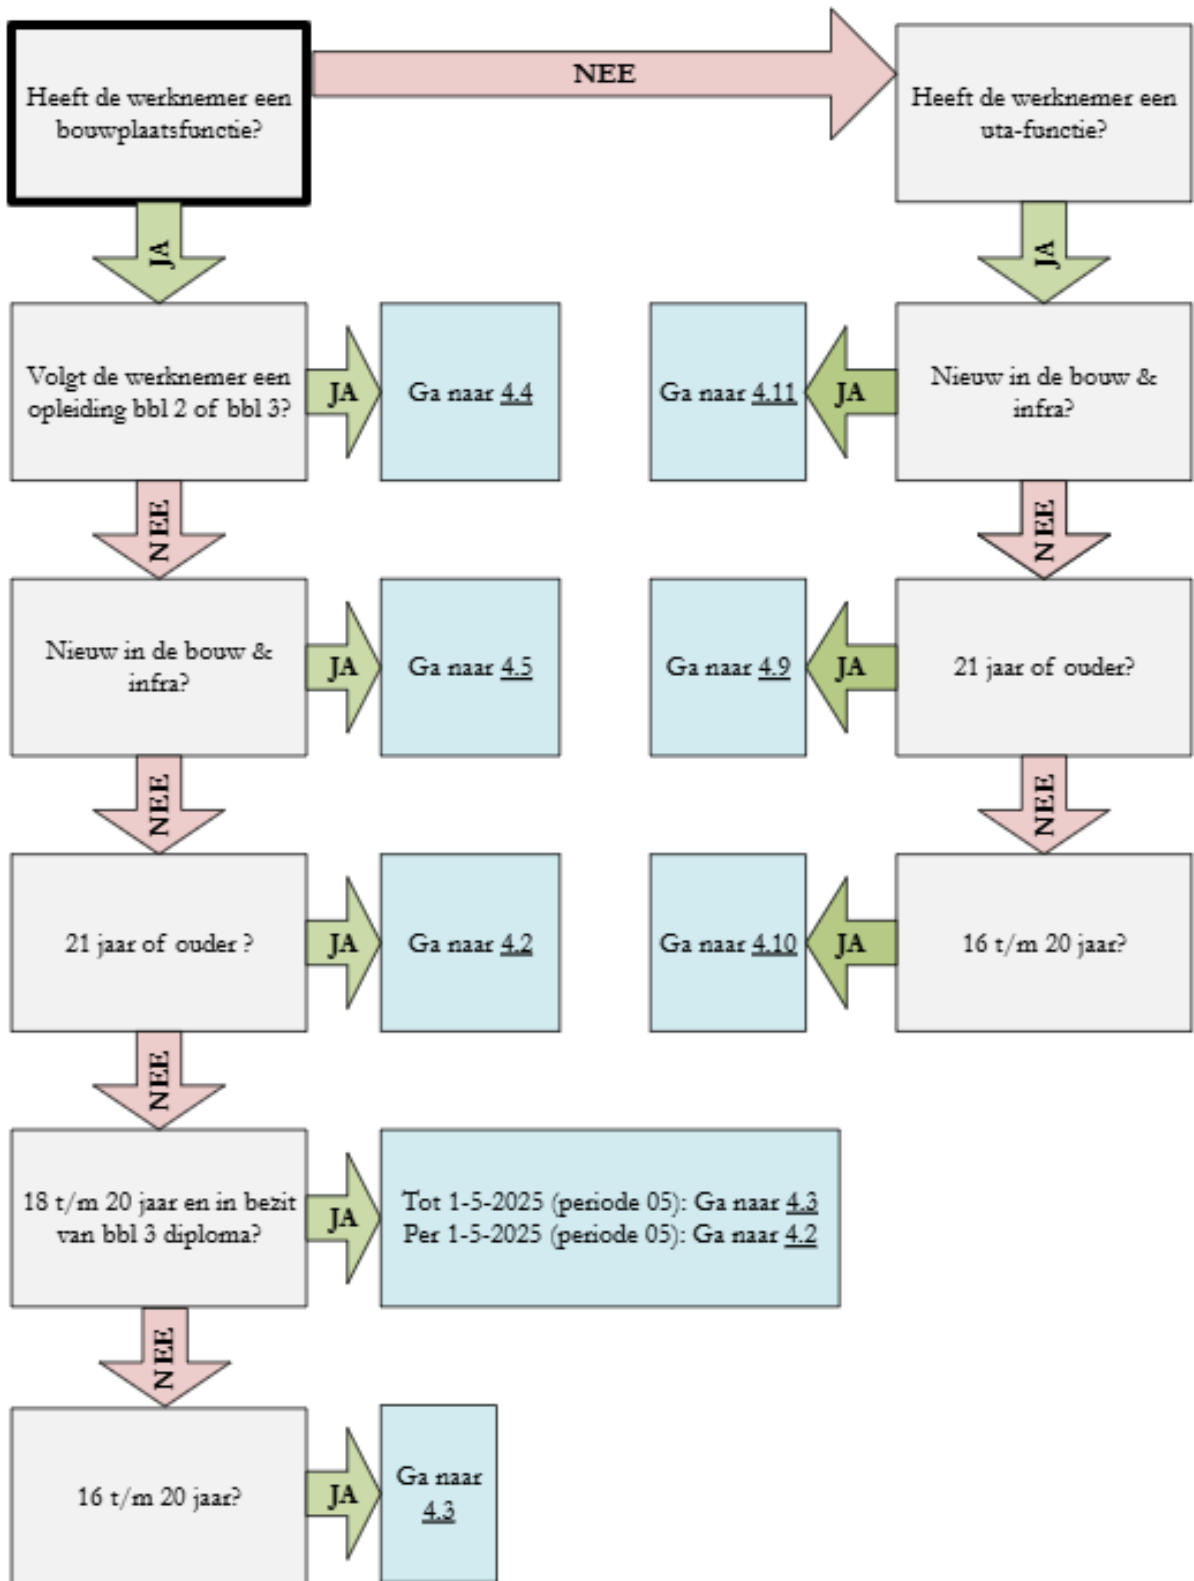 Heeft de werknemer een
bouwplaatsfunctie?
NEE
Heeft de werknemer een
uta-functie?
JA
JA
Volgt de werknemer een
opleiding bbl 2 of bbl 3?
JA
Ga naar 4.4
Ga naar 4.11
JA
Nieuw in de bouw &
infra?
NEE
NEE
Nieuw in de bouw &
infra?
JA
Ga naar 4.5
Ga naar 4.9
JA
21 jaar of ouder?
NEE
NEE
21 jaar of ouder ?
JA
Ga naar 4.2
Ga naar 4.10
JA
16 t/m 20 jaar?
NEE
18 t/m 20 jaar en in bezit
van bbl 3 diploma?
JA
Tot 1-5-2025 (periode 05): Ga naar 4.3
Per 1-5-2025 (periode 05): Ga naar 4.2
NEE
16 t/m 20 jaar?
JA
Ga naar
4.3